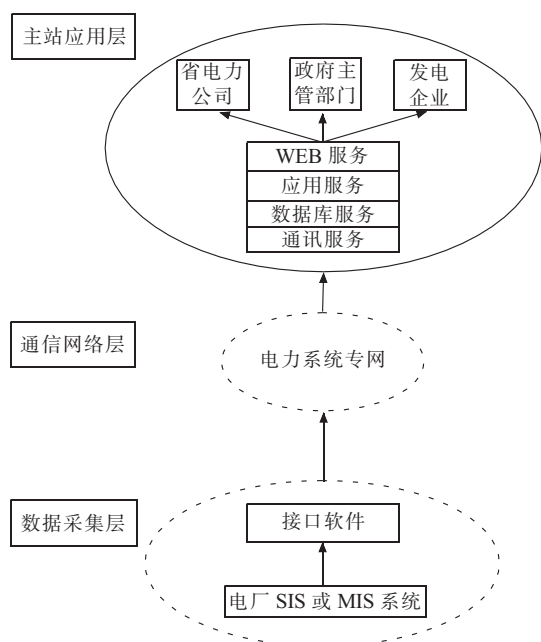 主站应用层
省电力
公司
政府主
管部门
发电
企业
WEB 服务
应用服务
数据库服务
通讯服务
通信网络层
电力系统专网
数据采集层
接口软件
电厂 SIS 或 MIS 系统